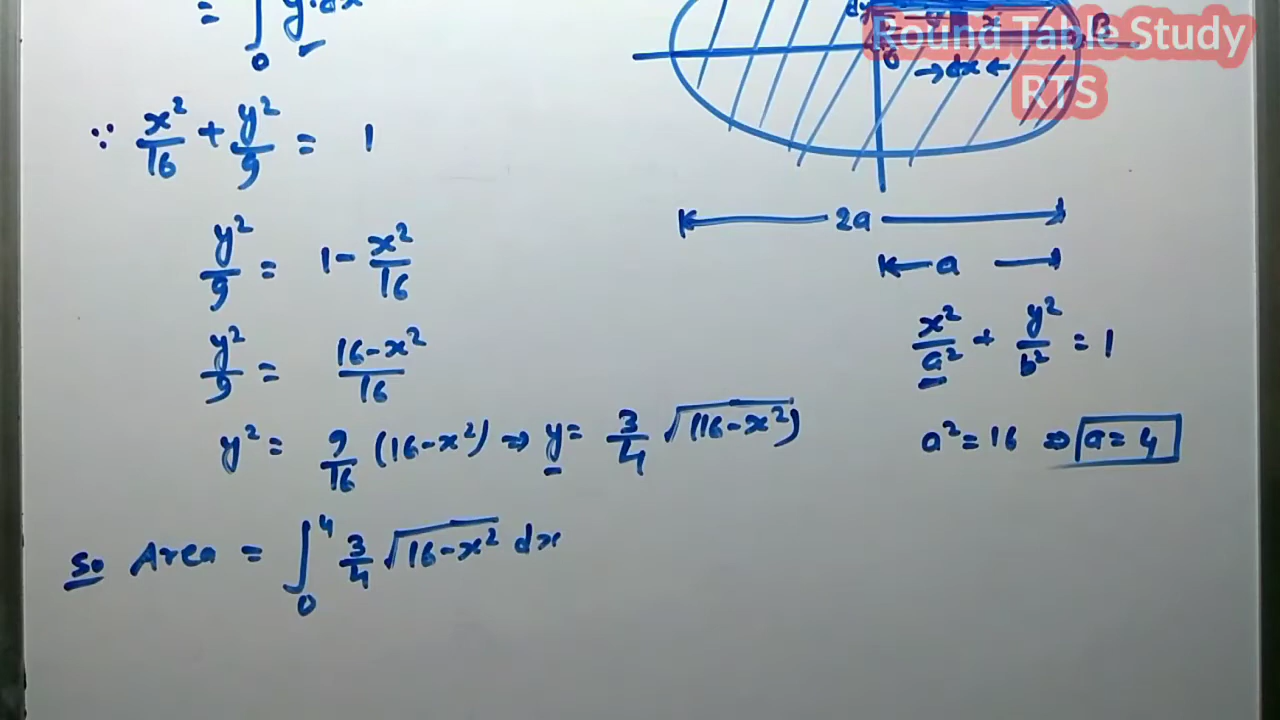 = ∫₀ y·dx
∵ x²/16 + y²/9 = 1
y²/9 = 1 - x²/16
y²/9 = (16-x²)/16
y² = 9/16 (16-x²) ⇒ y = 3/4 √(16-x²)
So Area = ∫₀⁴ 3/4 √16-x² dx
dy
x
B
O
→dx←
2a
a
x²/a² + y²/b² = 1
a² = 16 ⇒ a = 4
Round Table Study
RTS